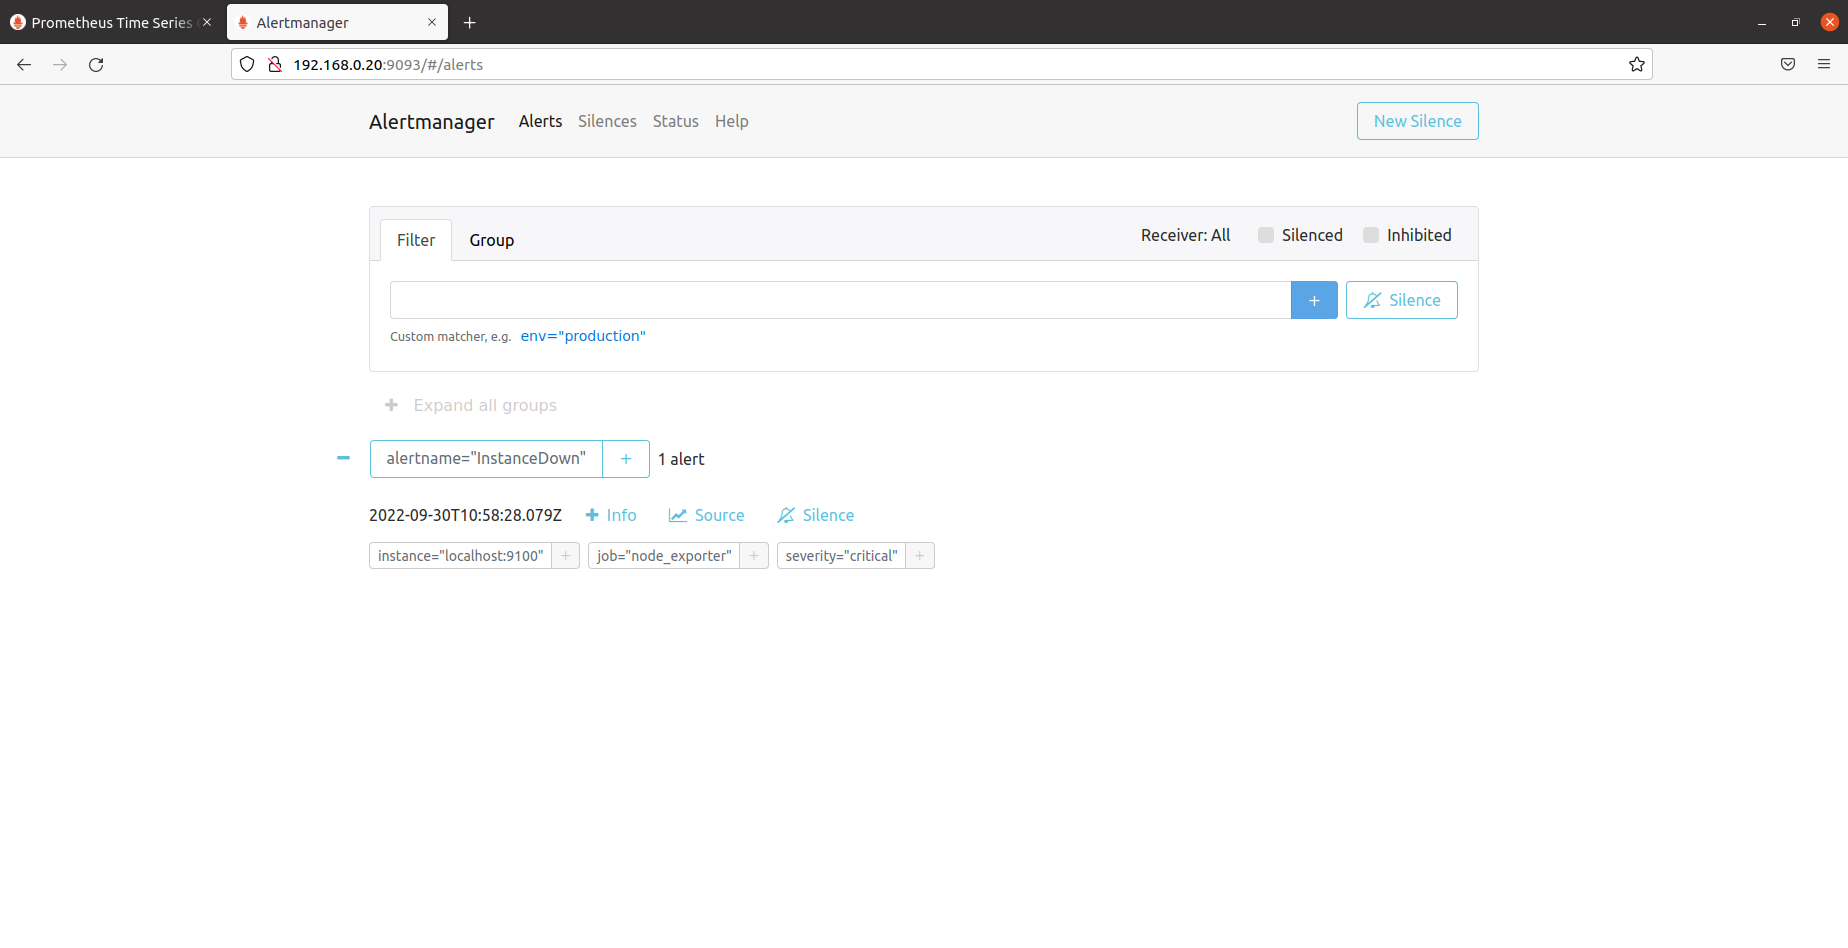 Prometheus Time Series
Alertmanager
192.168.0.20:9093/#/alerts
Alertmanager Alerts Silences Status Help New Silence
Filter Group Receiver: All Silenced Inhibited
+ Silence
Custom matcher, e.g. env="production"
+ Expand all groups
alertname="InstanceDown" + 1 alert
2022-09-30T10:58:28.079Z + Info Source Silence
instance="localhost:9100" + job="node_exporter" + severity="critical" +